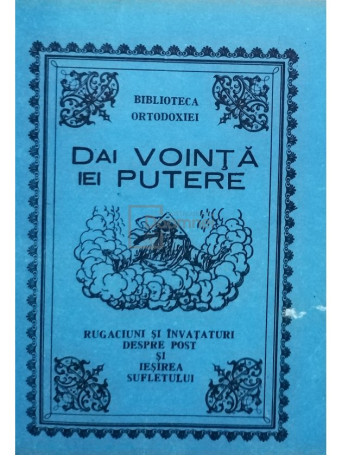 BIBLIOTECA
ORTODOXIEI
DAI VOINȚĂ
IEI PUTERE
RUGACIUNI ȘI ÎNVAȚATURI
DESPRE POST
ȘI
IEȘIREA
SUFLETULUI